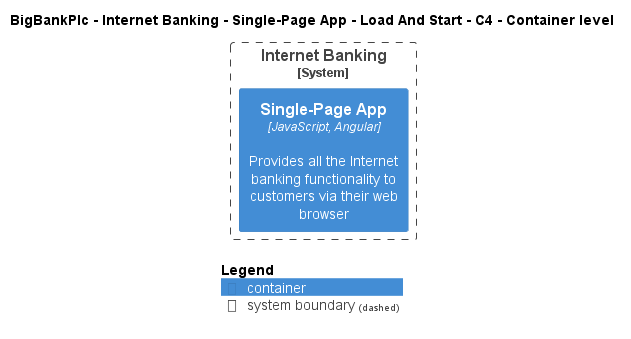 BigBankPlc - Internet Banking - Single-Page App - Load And Start - C4 - Container level
Internet Banking
[System]
Single-Page App
[JavaScript, Angular]
Provides all the Internet
banking functionality to
customers via their web
browser
Legend
container
system boundary (dashed)